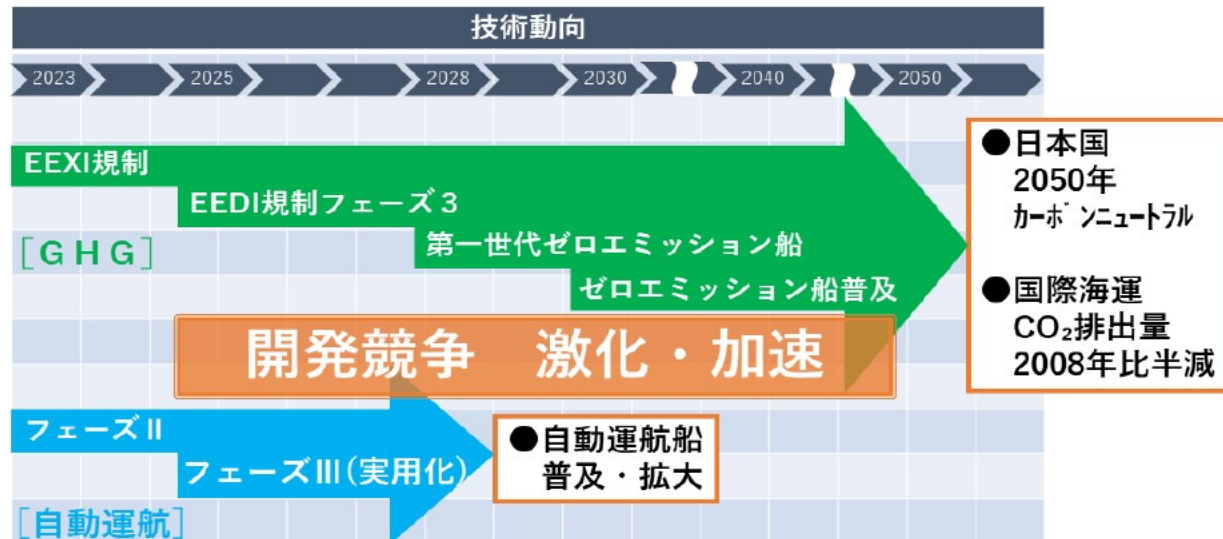 技術動向
2023 2025 2028 2030 2040 2050
EEXI規制
EEDI規制フェーズ3
[GHG]
第一世代ゼロエミッション船
ゼロエミッション船普及
●日本国
2050年
カーボンニュートラル
●国際海運
CO₂排出量
2008年比半減
開発競争 激化・加速
フェーズⅡ
フェーズⅢ(実用化)
[自動運航]
●自動運航船
普及・拡大